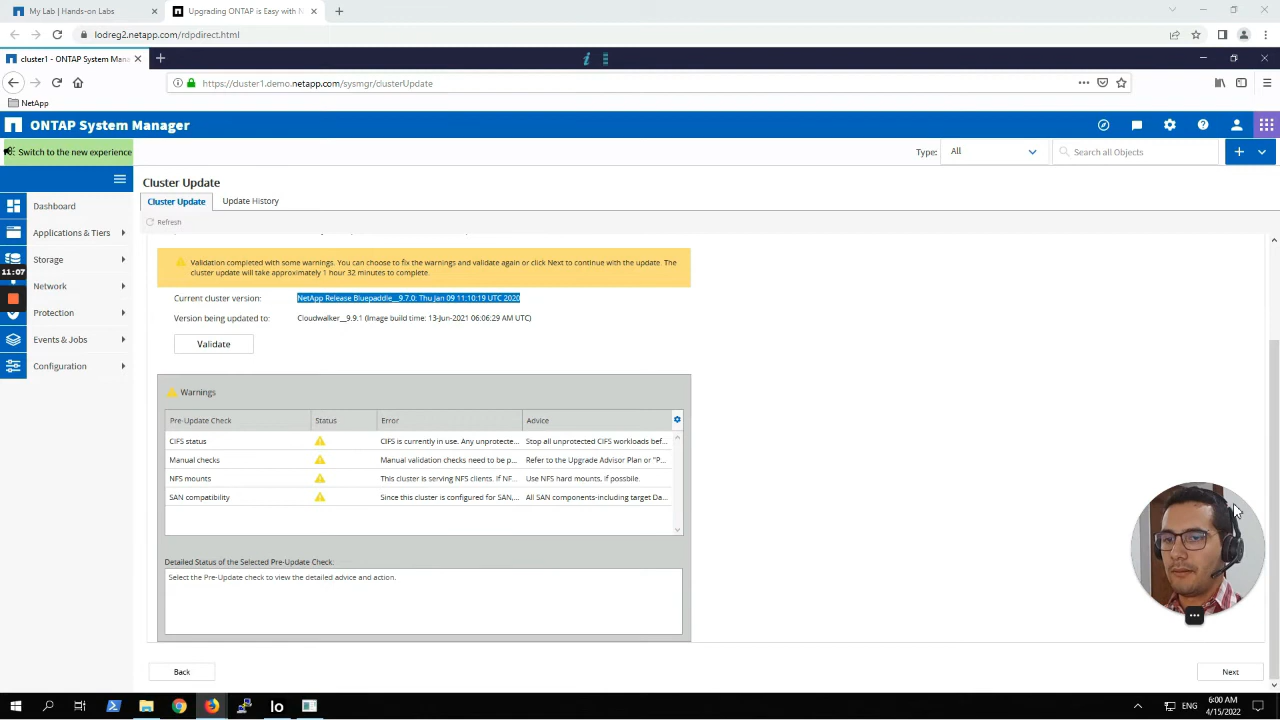 My Lab | Hands-on Labs
Upgrading ONTAP is Easy with N
lodreg2.netapp.com/rdpdirect.html
cluster1 - ONTAP System Mana
https://cluster1.demo.netapp.com/sysmgr/clusterUpdate
NetApp
ONTAP System Manager
Switch to the new experience
Type:
All
Search all Objects
Cluster Update
Cluster Update
Update History
Refresh
Dashboard
Applications & Tiers
Storage
11:07
Network
Protection
Events & Jobs
Configuration
Validation completed with some warnings. You can choose to fix the warnings and validate again or click Next to continue with the update. The
cluster update will take approximately 1 hour 32 minutes to complete.
Current cluster version:
NetApp Release Bluepaddle__9.7.0: Thu Jan 09 11:10:19 UTC 2020
Version being updated to:
Cloudwalker__9.9.1 (Image build time: 13-Jun-2021 06:06:29 AM UTC)
Validate
Warnings
Pre-Update Check Status Error Advice
CIFS status CIFS is currently in use. Any unprotecte... Stop all unprotected CIFS workloads bef...
Manual checks Manual validation checks need to be p... Refer to the Upgrade Advisor Plan or "P...
NFS mounts This cluster is serving NFS clients. If NF... Use NFS hard mounts, if possbile.
SAN compatibility Since this cluster is configured for SAN,... All SAN components-including target Da...
Detailed Status of the Selected Pre-Update Check:
Select the Pre-Update check to view the detailed advice and action.
Back
Next
lo
ENG
6:00 AM
4/15/2022